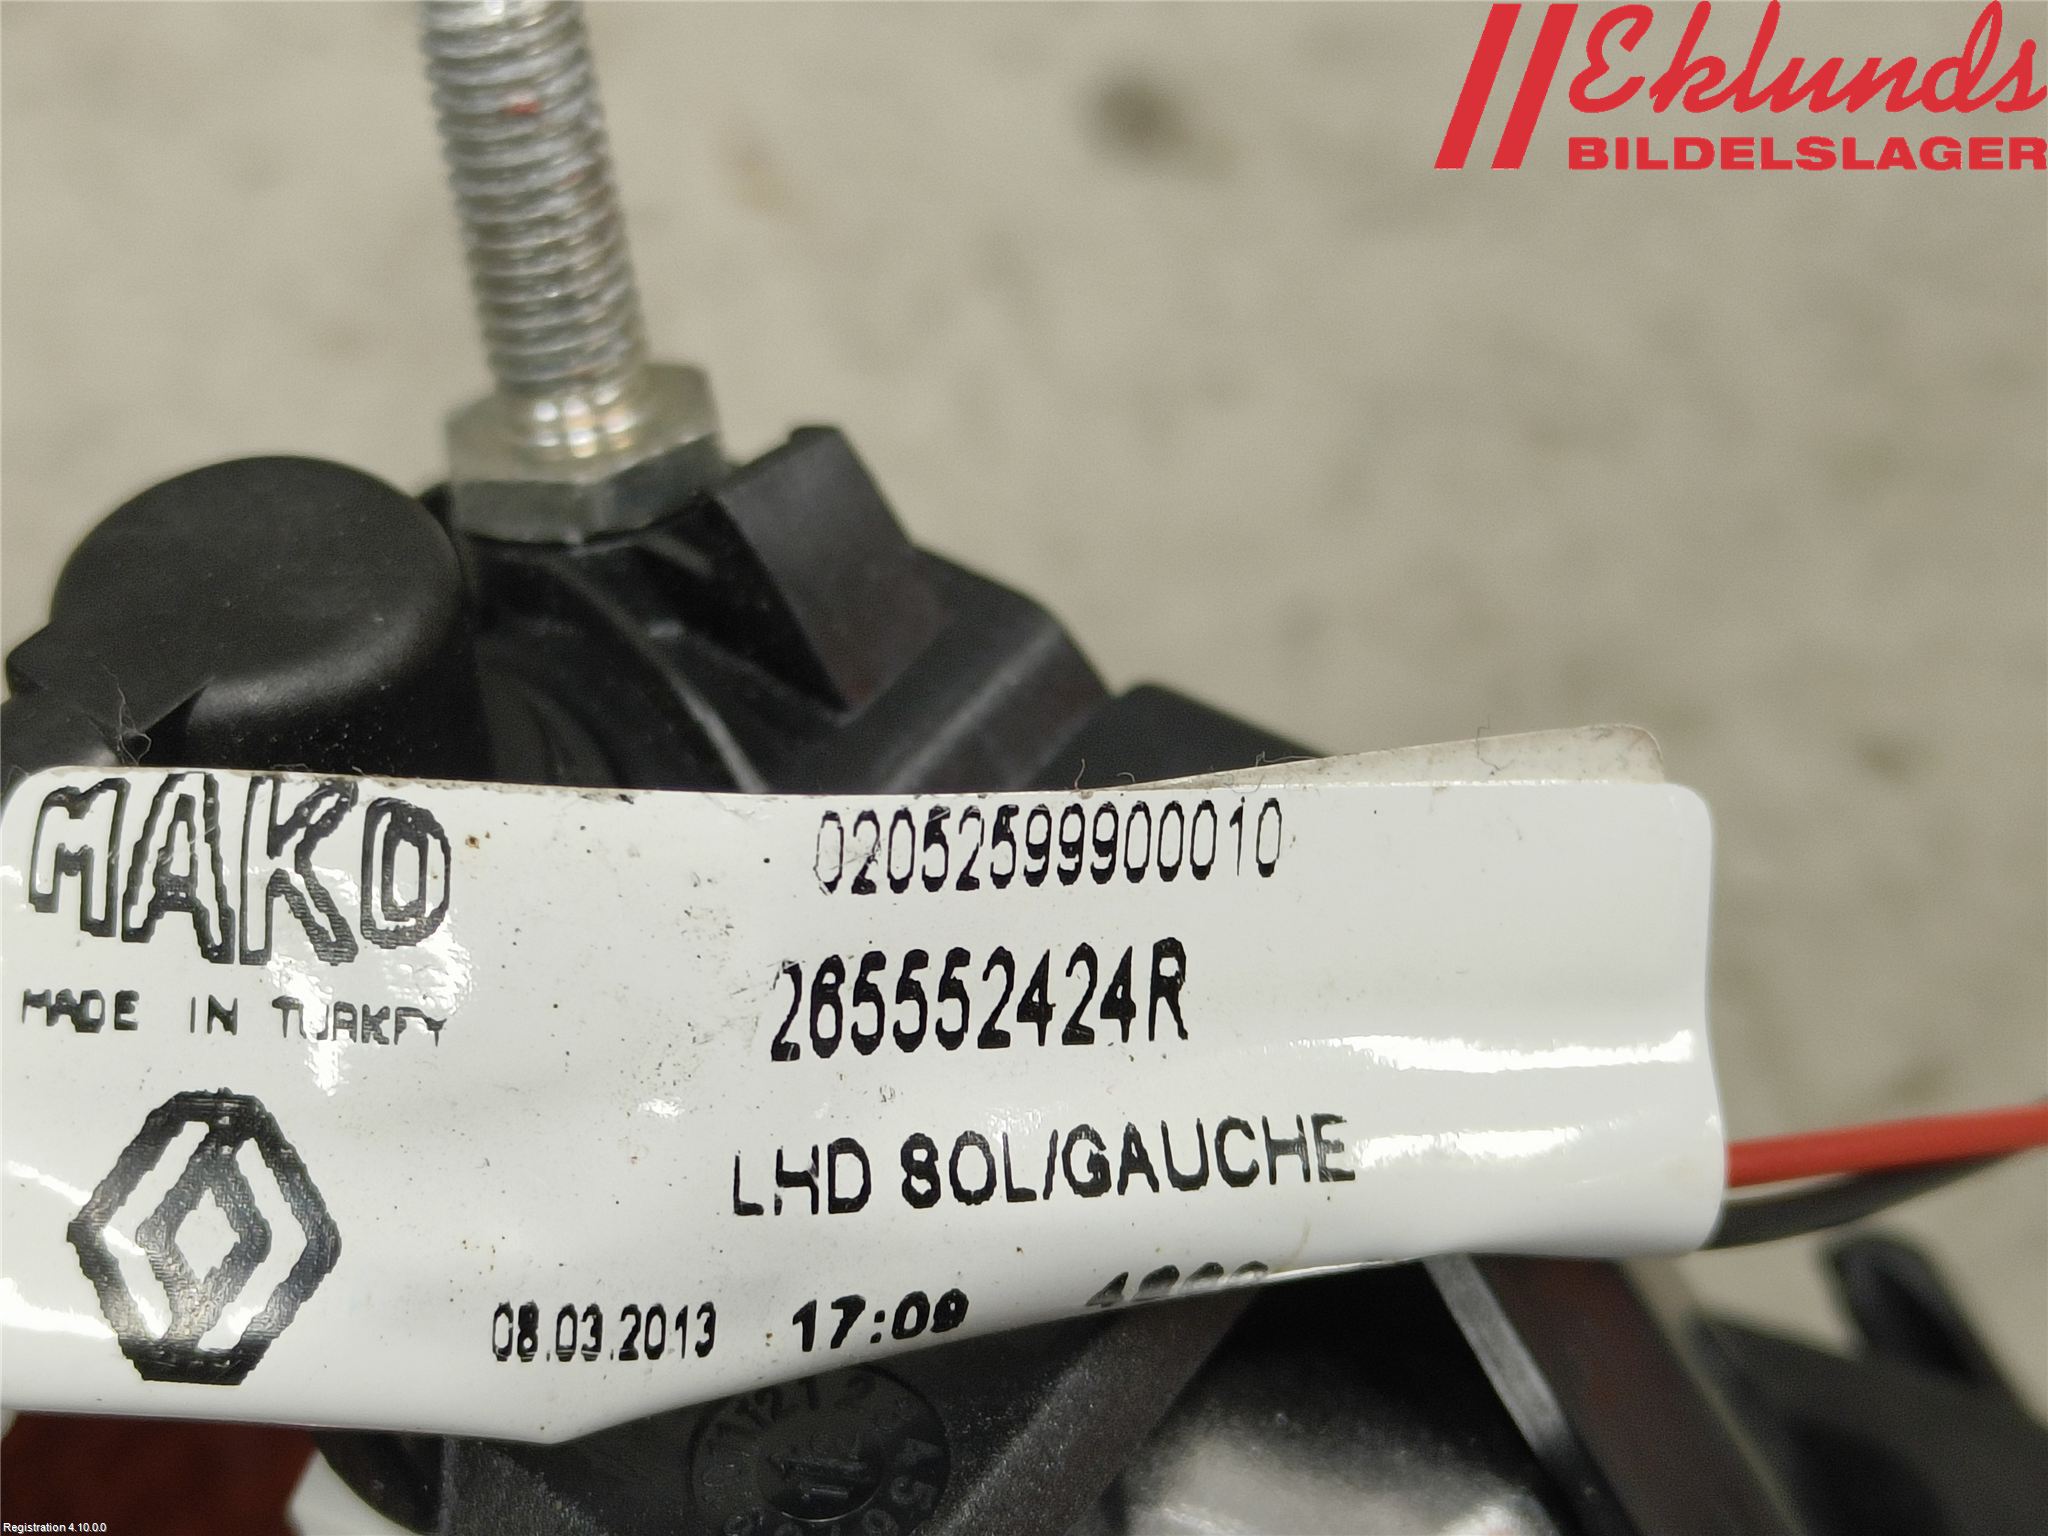 Eklunds
BILDELSLAGER
MAKO
02052599900010
MADE IN TURKEY
265552424R
LHD SOL/GAUCHE
08.03.2013 17:09
Registration 4.10.0.0